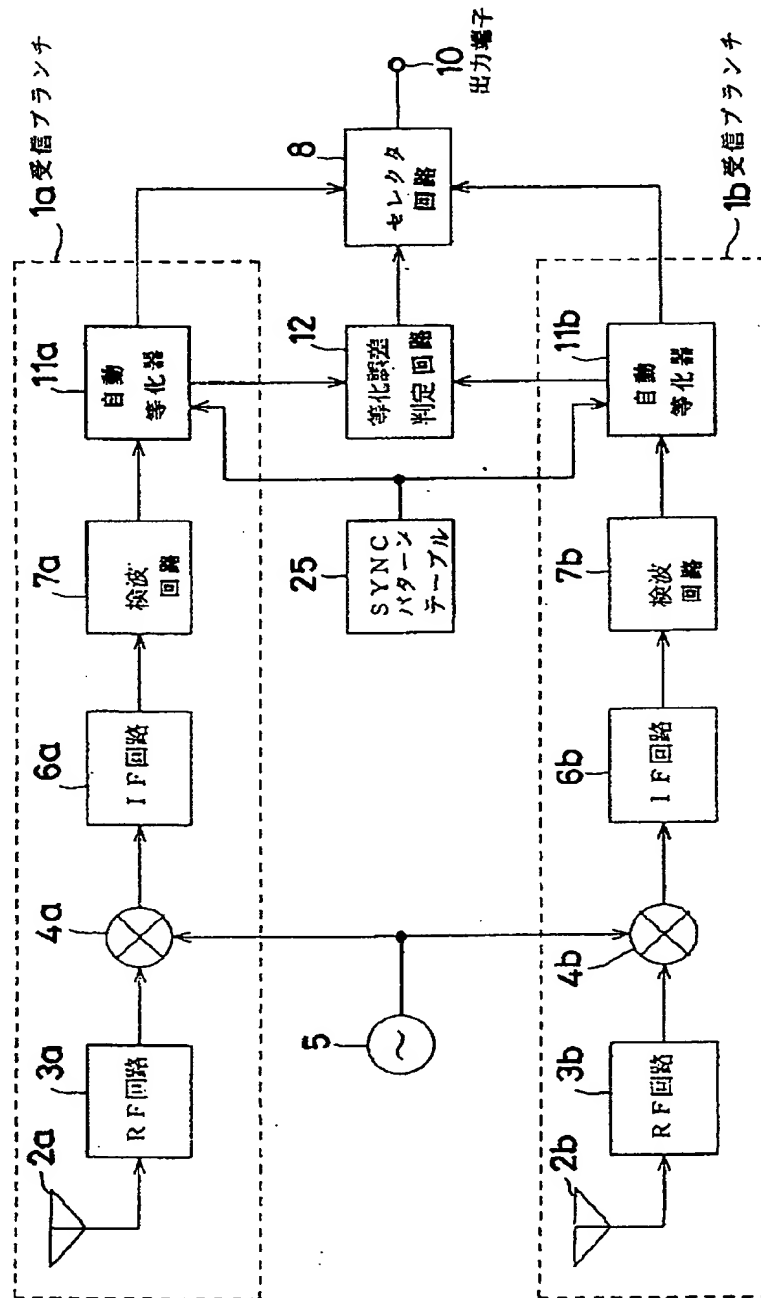 1a 受信ブランチ
2a
3a
RF回路
4a
6a
IF回路
7a
検波
回路
11a
自動
等化器
5
25
SYNC
パターン
テーブル
12
等化誤差
判定回路
8
セレクタ
回路
10
出力端子
2b
3b
RF回路
4b
6b
IF回路
7b
検波
回路
11b
自動
等化器
1b 受信ブランチ